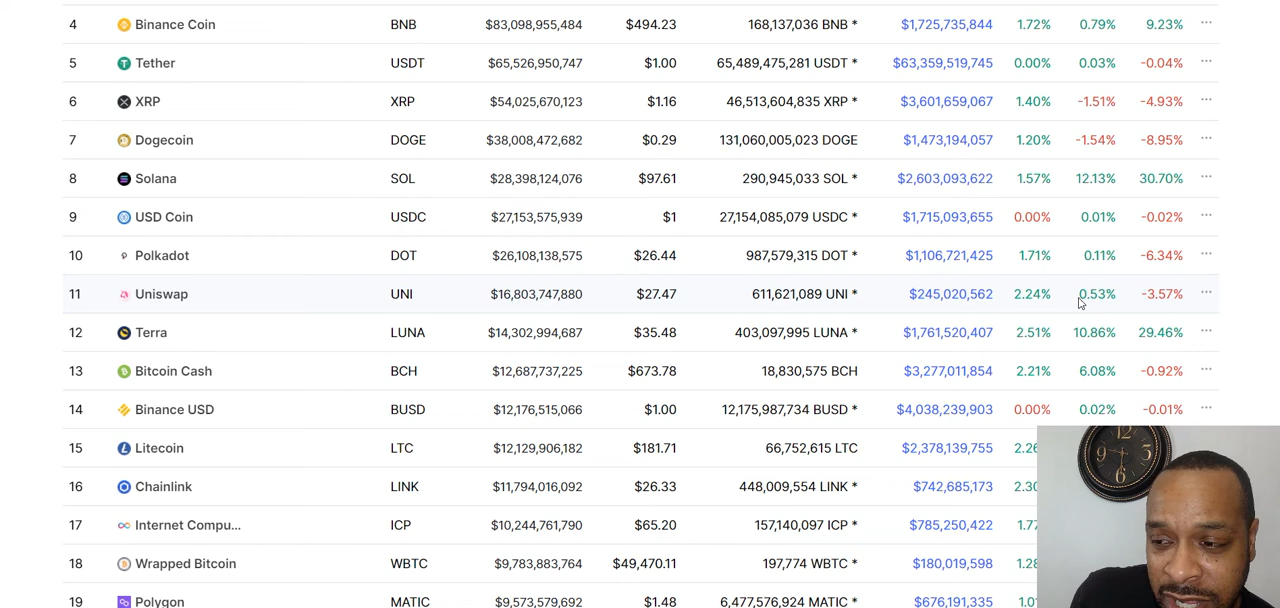 4 Binance Coin BNB $83,098,955,484 $494.23 168,137,036 BNB * $1,725,735,844 1.72% 0.79% 9.23% ...
5 Tether USDT $65,526,950,747 $1.00 65,489,475,281 USDT * $63,359,519,745 0.00% 0.03% -0.04% ...
6 XRP XRP $54,025,670,123 $1.16 46,513,604,835 XRP * $3,601,659,067 1.40% -1.51% -4.93% ...
7 Dogecoin DOGE $38,008,472,682 $0.29 131,060,005,023 DOGE $1,473,194,057 1.20% -1.54% -8.95% ...
8 Solana SOL $28,398,124,076 $97.61 290,945,033 SOL * $2,603,093,622 1.57% 12.13% 30.70% ...
9 USD Coin USDC $27,153,575,939 $1 27,154,085,079 USDC * $1,715,093,655 0.00% 0.01% -0.02% ...
10 Polkadot DOT $26,108,138,575 $26.44 987,579,315 DOT * $1,106,721,425 1.71% 0.11% -6.34% ...
11 Uniswap UNI $16,803,747,880 $27.47 611,621,089 UNI * $245,020,562 2.24% 0.53% -3.57% ...
12 Terra LUNA $14,302,994,687 $35.48 403,097,995 LUNA * $1,761,520,407 2.51% 10.86% 29.46% ...
13 Bitcoin Cash BCH $12,687,737,225 $673.78 18,830,575 BCH $3,277,011,854 2.21% 6.08% -0.92% ...
14 Binance USD BUSD $12,176,515,066 $1.00 12,175,987,734 BUSD * $4,038,239,903 0.00% 0.02% -0.01% ...
15 Litecoin LTC $12,129,906,182 $181.71 66,752,615 LTC $2,378,139,755 2.26
16 Chainlink LINK $11,794,016,092 $26.33 448,009,554 LINK * $742,685,173 2.30
17 Internet Compu... ICP $10,244,761,790 $65.20 157,140,097 ICP * $785,250,422 1.77
18 Wrapped Bitcoin WBTC $9,783,883,764 $49,470.11 197,774 WBTC * $180,019,598 1.28
19 Polygon MATIC $9,573,579,692 $1.48 6,477,576,924 MATIC * $676,191,335 1.01
12
9
3
6